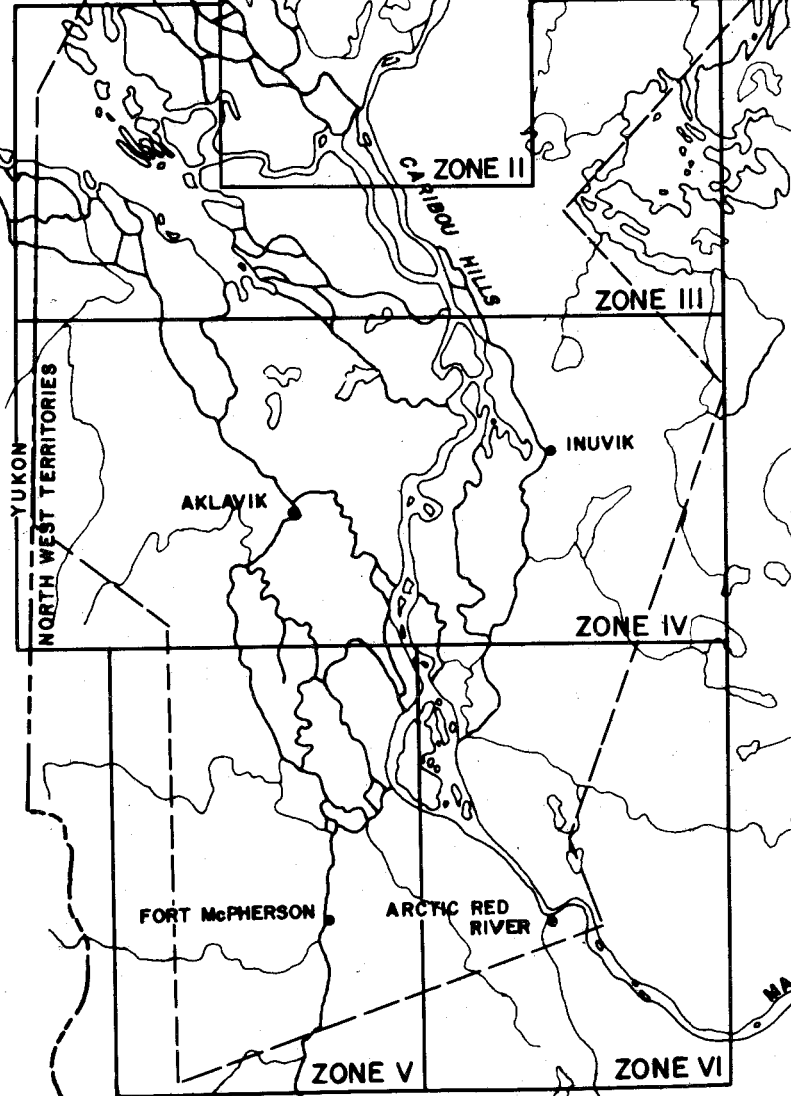 ZONE II
CARIBOU HILLS
ZONE III
YUKON
NORTH WEST TERRITORIES
INUVIK
AKLAVIK
ZONE IV
FORT McPHERSON
ARCTIC RED
RIVER
MA
ZONE V
ZONE VI